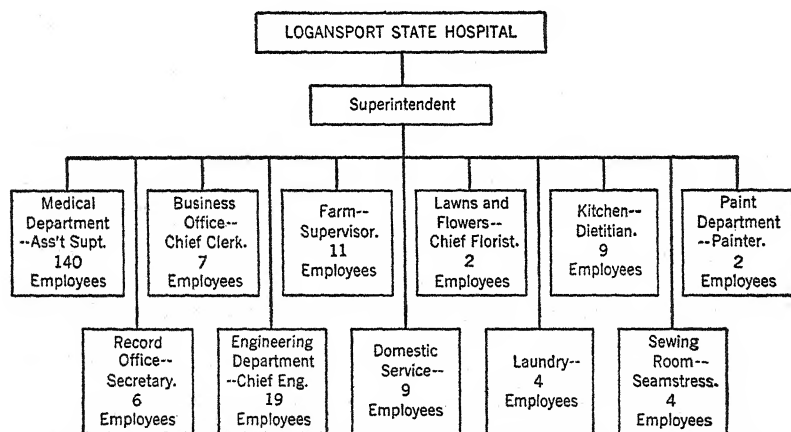 LOGANSPORT STATE HOSPITAL
Superintendent
Medical
Department
--Ass't Supt.
140
Employees
Business
Office--
Chief Clerk.
7
Employees
Farm--
Supervisor.
11
Employees
Lawns and
Flowers--
Chief Florist.
2
Employees
Kitchen--
Dietitian.
9
Employees
Paint
Department
--Painter.
2
Employees
Record
Office--
Secretary.
6
Employees
Engineering
Department
--Chief Eng.
19
Employees
Domestic
Service--
9
Employees
Laundry--
4
Employees
Sewing
Room--
Seamstress.
4
Employees